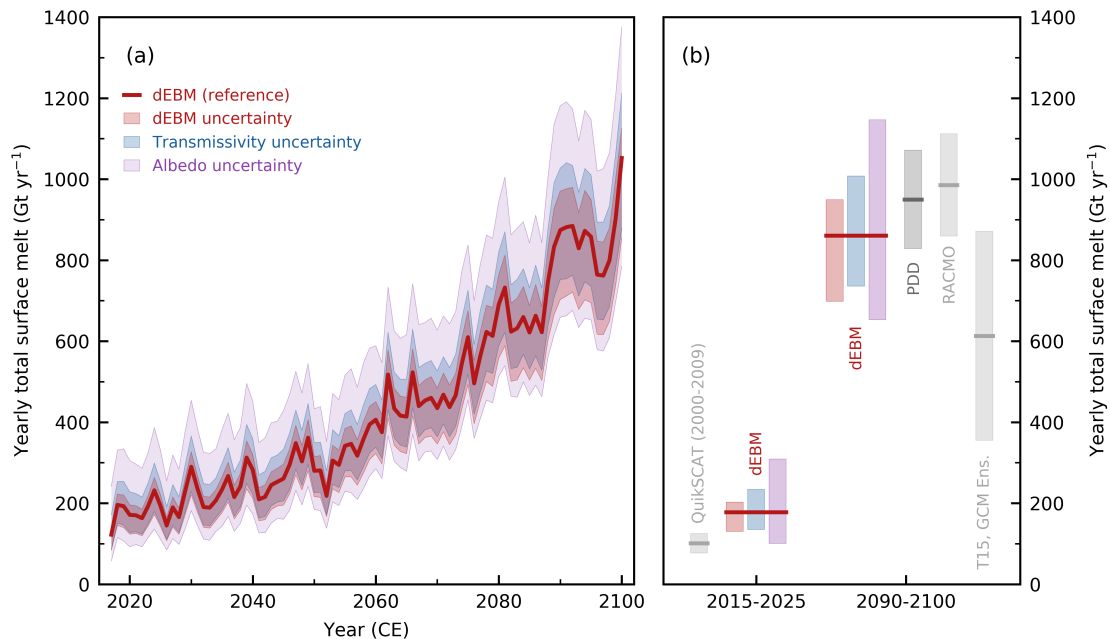 1400
1200
1000
800
600
400
200
0
Yearly total surface melt (Gt yr⁻¹)
(a)
dEBM (reference)
dEBM uncertainty
Transmissivity uncertainty
Albedo uncertainty
2020
2040
2060
2080
2100
Year (CE)
(b)
QuikSCAT (2000-2009)
dEBM
dEBM
PDD
RACMO
T15, GCM Ens.
2015-2025
2090-2100
1400
1200
1000
800
600
400
200
0
Yearly total surface melt (Gt yr⁻¹)